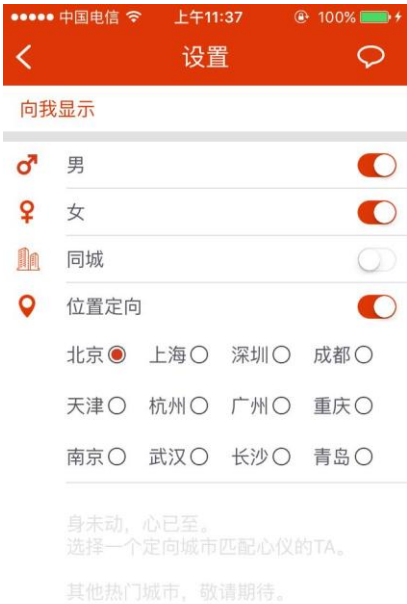 中国电信 上午11:37 100%
设置
向我显示
男
女
同城
位置定向
北京 上海 深圳 成都
天津 杭州 广州 重庆
南京 武汉 长沙 青岛
身未动，心已至。
选择一个定向城市匹配心仪的TA。
其他热门城市，敬请期待。